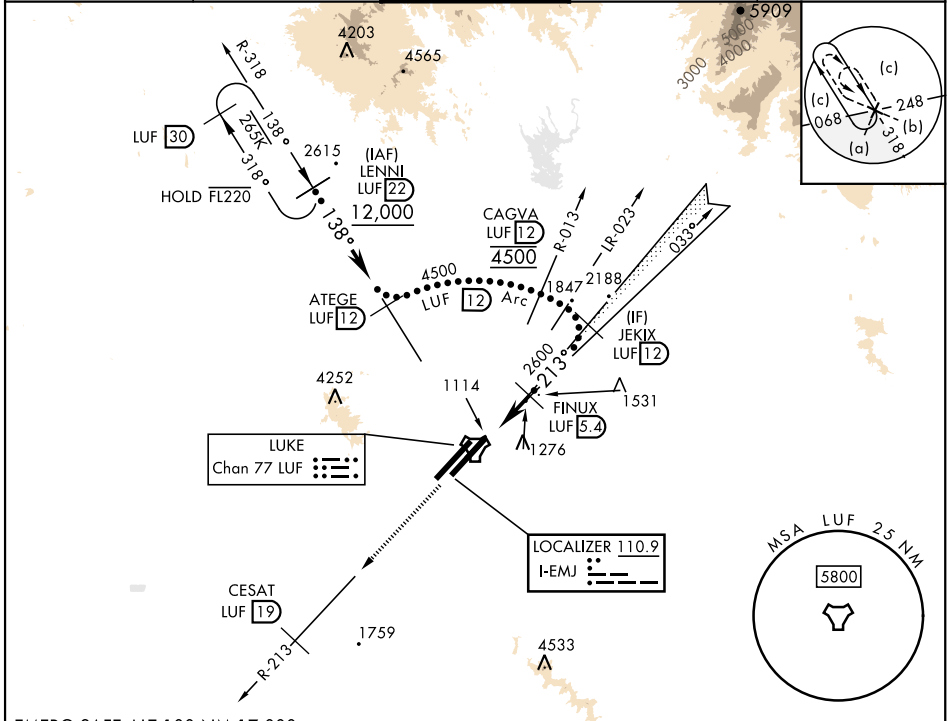 5909
5000
4000
3000
4203
4565
R-318
138°
265K
318°
LUF 30
HOLD FL220
2615
(IAF)
LENNI
LUF 22
12,000
138°
(c)
(c)
248
068
(b)
(a)
318
CAGVA
LUF 12
4500
R-013
LR-023
033°
4500
LUF 12 Arc
1847
2188
ATEGE
LUF 12
(IF)
JEKIX
LUF 12
2600
213°
4252
1114
FINUX
LUF 5.4
1531
1276
LUKE
Chan 77 LUF
LOCALIZER 110.9
I-EMJ
MSA LUF 25 NM
5800
CESAT
LUF 19
R-213
1759
4533